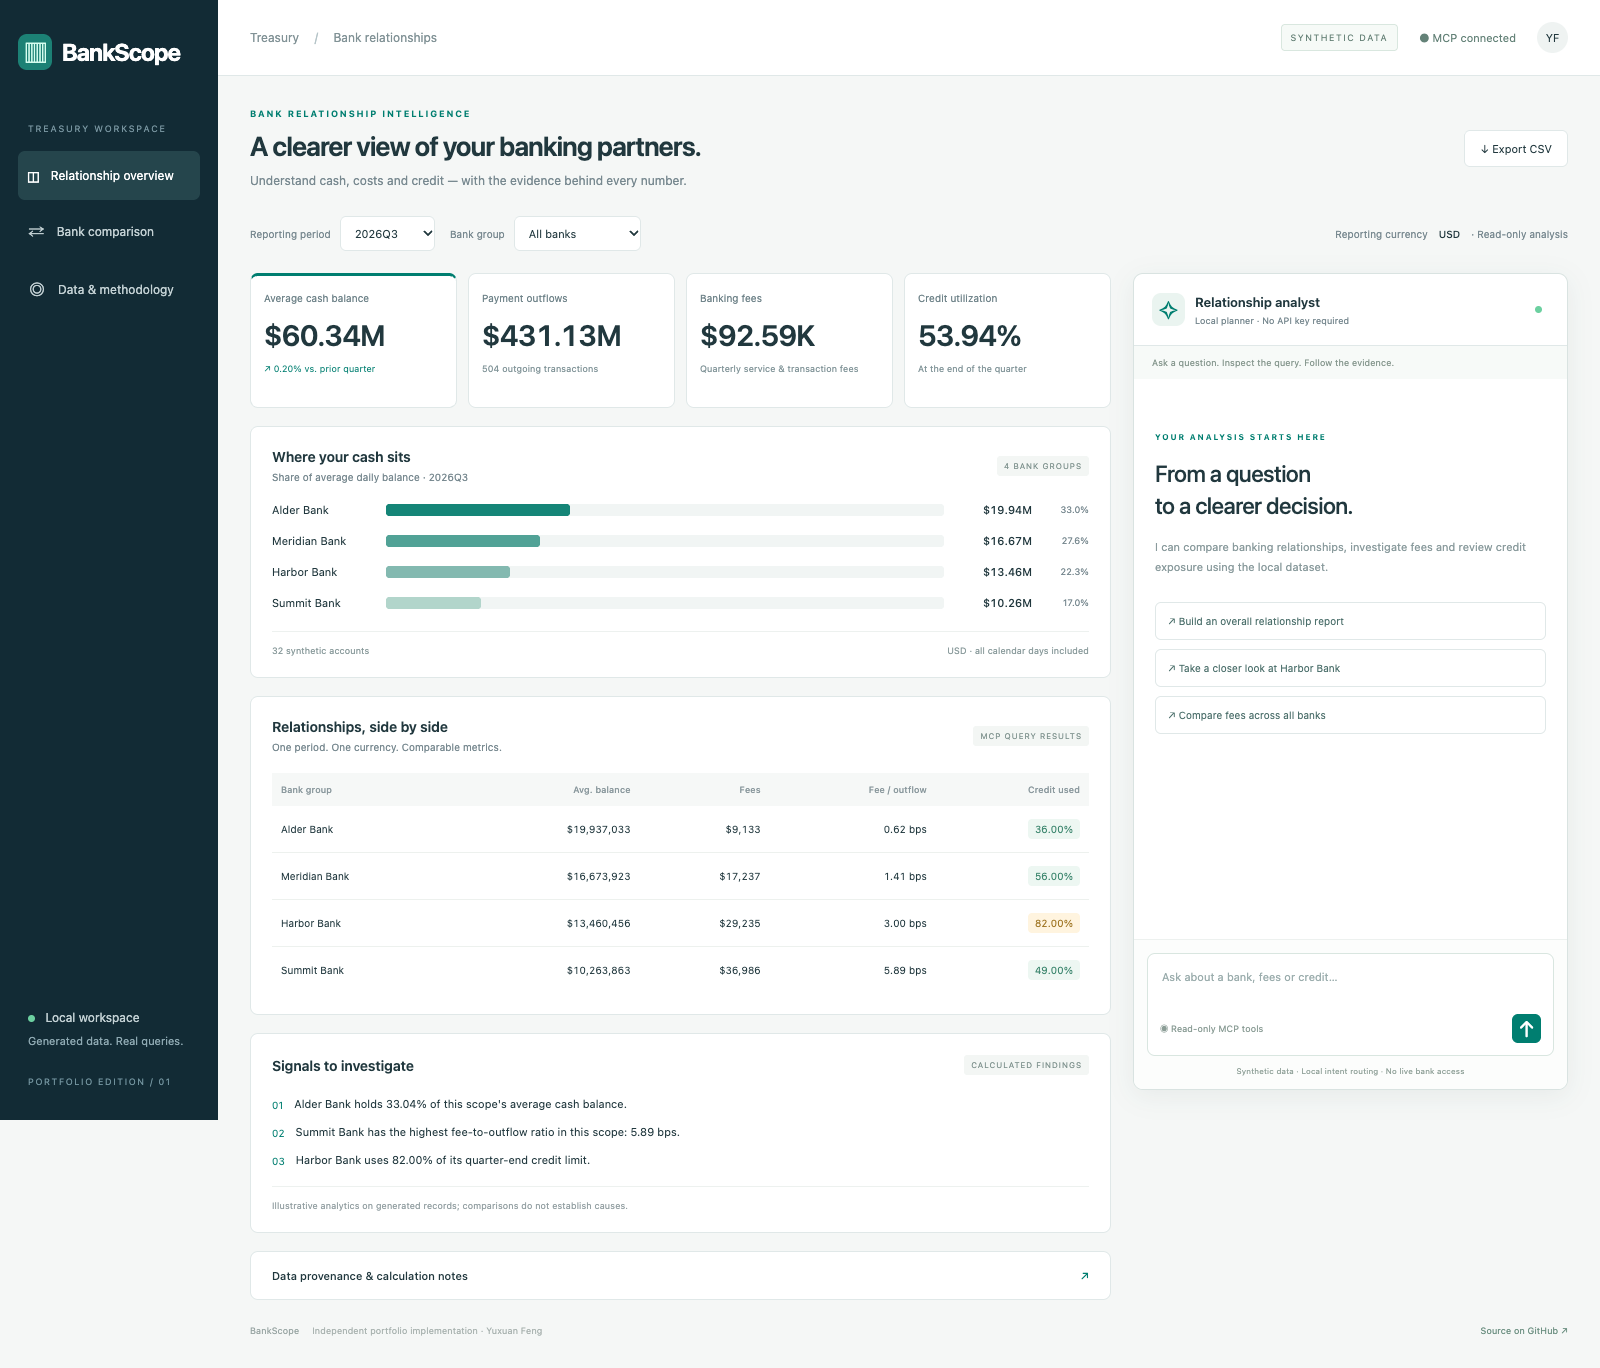 BankScope
TREASURY WORKSPACE
Relationship overview
Bank comparison
Data & methodology
Local workspace
Generated data. Real queries.
PORTFOLIO EDITION / 01
Treasury / Bank relationships
SYNTHETIC DATA
MCP connected
YF
BANK RELATIONSHIP INTELLIGENCE
A clearer view of your banking partners.
Understand cash, costs and credit — with the evidence behind every number.
↓ Export CSV
Reporting period 2026Q3 Bank group All banks
Reporting currency USD · Read-only analysis
Average cash balance
$60.34M
↗ 0.20% vs. prior quarter
Payment outflows
$431.13M
504 outgoing transactions
Banking fees
$92.59K
Quarterly service & transaction fees
Credit utilization
53.94%
At the end of the quarter
Where your cash sits
Share of average daily balance · 2026Q3
4 BANK GROUPS
Alder Bank $19.94M 33.0%
Meridian Bank $16.67M 27.6%
Harbor Bank $13.46M 22.3%
Summit Bank $10.26M 17.0%
32 synthetic accounts
USD · all calendar days included
Relationships, side by side
One period. One currency. Comparable metrics.
MCP QUERY RESULTS
Bank group Avg. balance Fees Fee / outflow Credit used
Alder Bank $19,937,033 $9,133 0.62 bps 36.00%
Meridian Bank $16,673,923 $17,237 1.41 bps 56.00%
Harbor Bank $13,460,456 $29,235 3.00 bps 82.00%
Summit Bank $10,263,863 $36,986 5.89 bps 49.00%
Signals to investigate
CALCULATED FINDINGS
01 Alder Bank holds 33.04% of this scope's average cash balance.
02 Summit Bank has the highest fee-to-outflow ratio in this scope: 5.89 bps.
03 Harbor Bank uses 82.00% of its quarter-end credit limit.
Illustrative analytics on generated records; comparisons do not establish causes.
Data provenance & calculation notes ↗
Relationship analyst
Local planner · No API key required
Ask a question. Inspect the query. Follow the evidence.
YOUR ANALYSIS STARTS HERE
From a question
to a clearer decision.
I can compare banking relationships, investigate fees and review credit
exposure using the local dataset.
↗ Build an overall relationship report
↗ Take a closer look at Harbor Bank
↗ Compare fees across all banks
Ask about a bank, fees or credit...
Read-only MCP tools
Synthetic data · Local intent routing · No live bank access
BankScope Independent portfolio implementation · Yuxuan Feng
Source on GitHub ↗